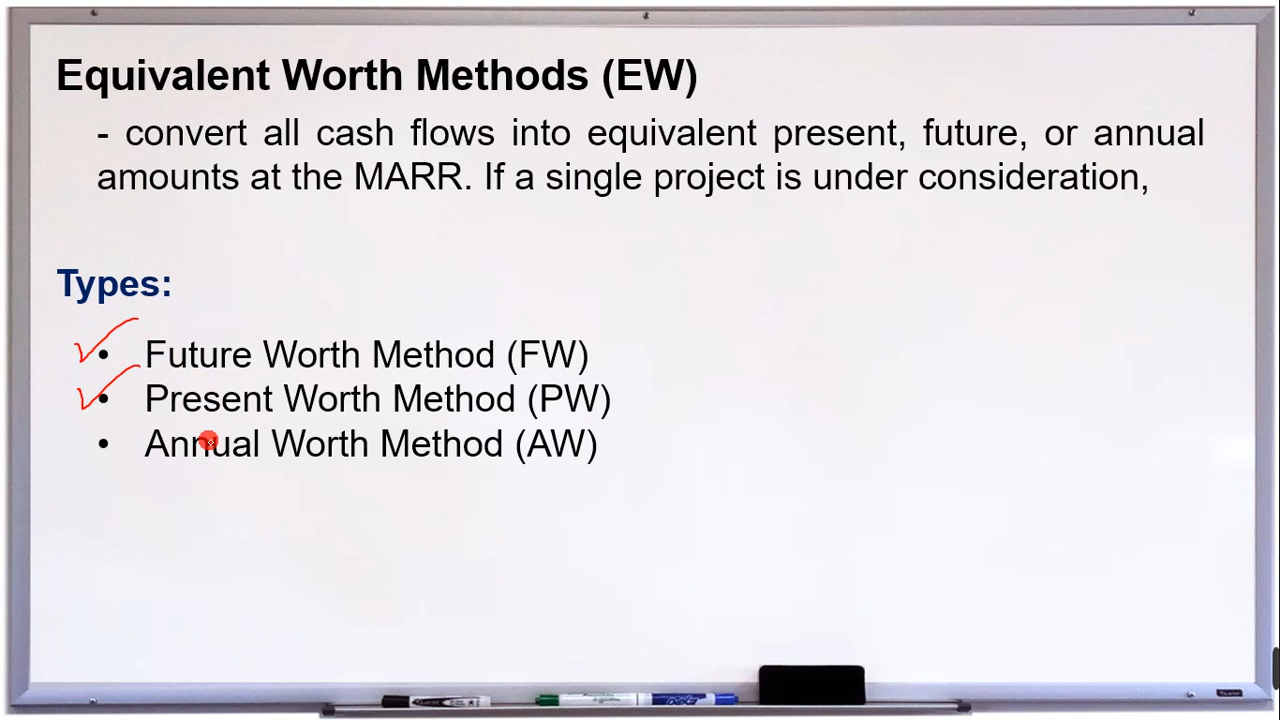 Equivalent Worth Methods (EW)
- convert all cash flows into equivalent present, future, or annual
amounts at the MARR. If a single project is under consideration,
Types:
• Future Worth Method (FW)
• Present Worth Method (PW)
• Annual Worth Method (AW)